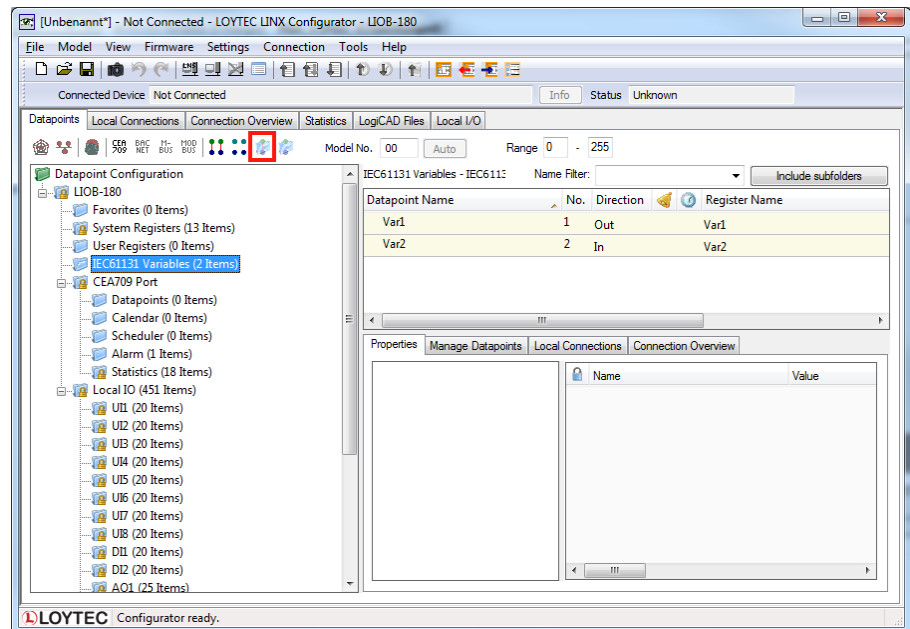 [Unbenannt*] - Not Connected - LOYTEC LINX Configurator - LIOB-180
File Model View Firmware Settings Connection Tools Help
Connected Device Not Connected Info Status Unknown
Datapoints Local Connections Connection Overview Statistics LogiCAD Files Local I/O
CEA 709 BAC NET M- BUS MOD BUS Model No. 00 Auto Range 0 - 255
Datapoint Configuration
LIOB-180
Favorites (0 Items)
System Registers (13 Items)
User Registers (0 Items)
IEC61131 Variables (2 Items)
CEA709 Port
Datapoints (0 Items)
Calendar (0 Items)
Scheduler (0 Items)
Alarm (1 Items)
Statistics (18 Items)
Local IO (451 Items)
UI1 (20 Items)
UI2 (20 Items)
UI3 (20 Items)
UI4 (20 Items)
UI5 (20 Items)
UI6 (20 Items)
UI7 (20 Items)
UI8 (20 Items)
DI1 (20 Items)
DI2 (20 Items)
AO1 (25 Items)
IEC61131 Variables - IEC6113 Name Filter: Include subfolders
Datapoint Name No. Direction Register Name
Var1 1 Out Var1
Var2 2 In Var2
Properties Manage Datapoints Local Connections Connection Overview
Name Value
LOYTEC Configurator ready.